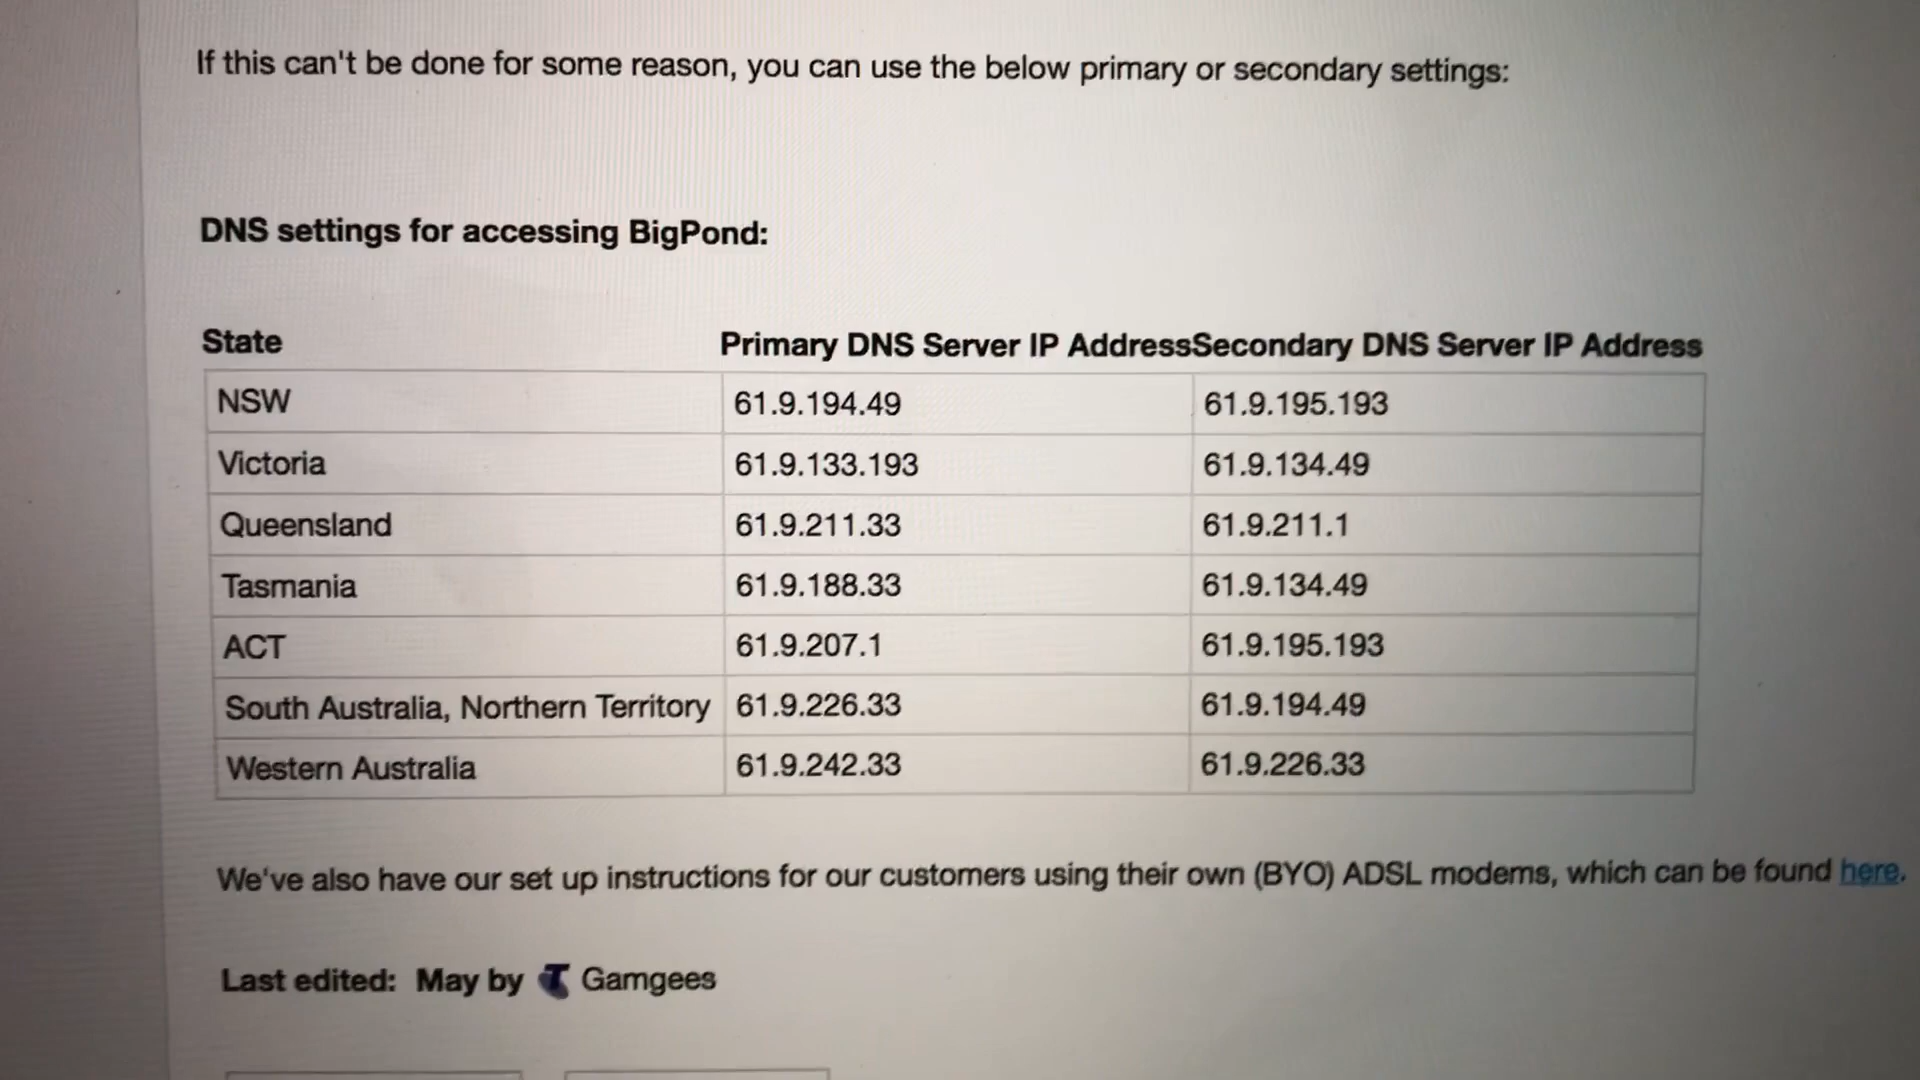 If this can't be done for some reason, you can use the below primary or secondary settings:
DNS settings for accessing BigPond:
State Primary DNS Server IP AddressSecondary DNS Server IP Address
NSW 61.9.194.49 61.9.195.193
Victoria 61.9.133.193 61.9.134.49
Queensland 61.9.211.33 61.9.211.1
Tasmania 61.9.188.33 61.9.134.49
ACT 61.9.207.1 61.9.195.193
South Australia, Northern Territory 61.9.226.33 61.9.194.49
Western Australia 61.9.242.33 61.9.226.33
We've also have our set up instructions for our customers using their own (BYO) ADSL modems, which can be found here.
Last edited: May by T Gamgees